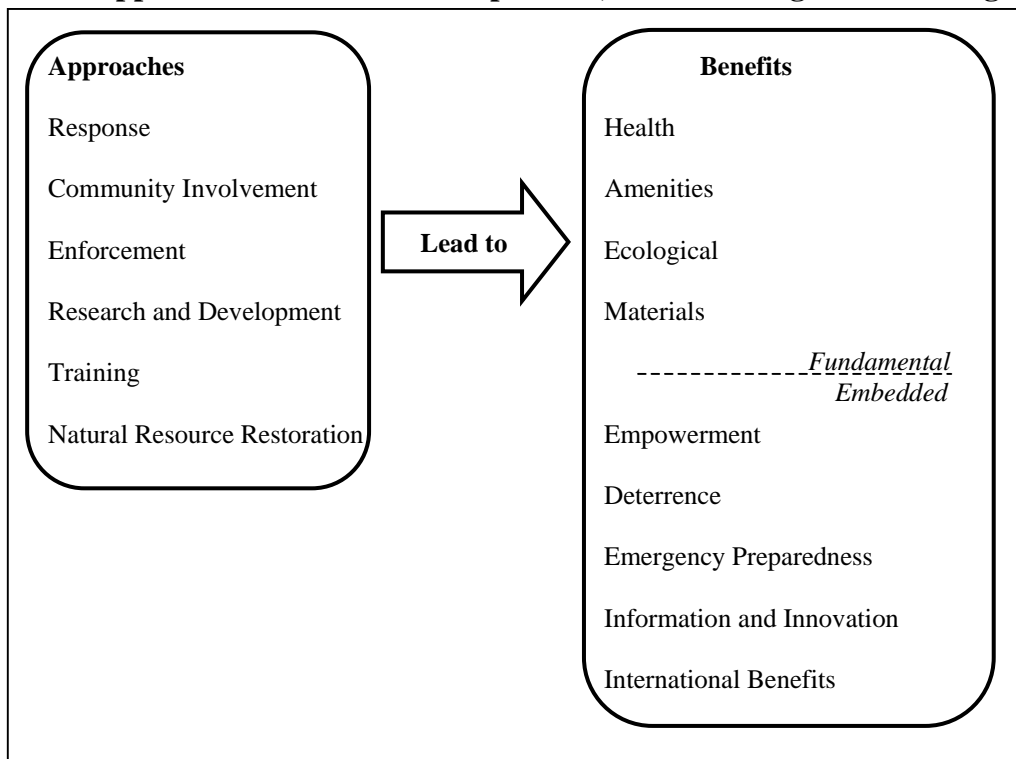 Approaches
Response
Community Involvement
Enforcement
Research and Development
Training
Natural Resource Restoration
Lead to
Benefits
Health
Amenities
Ecological
Materials
Fundamental
Embedded
Empowerment
Deterrence
Emergency Preparedness
Information and Innovation
International Benefits